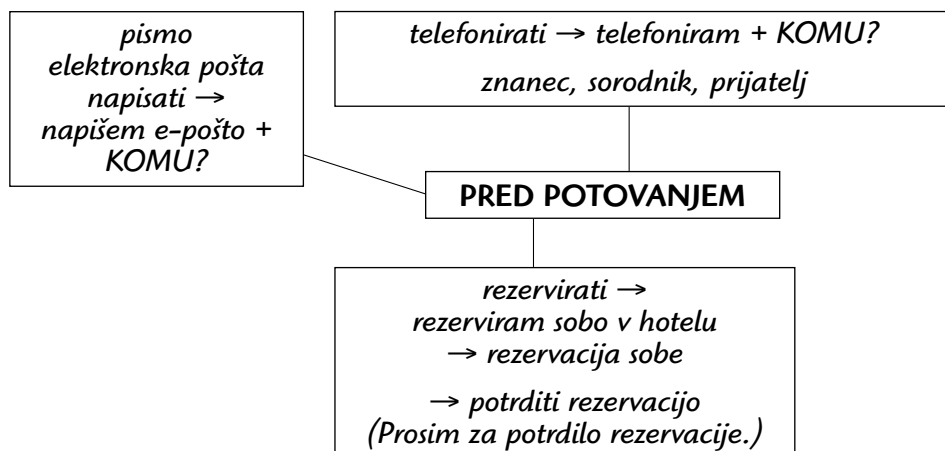 pismo
elektronska pošta
napisati →
napišem e-pošto +
KOMU?
telefonirati → telefoniram + KOMU?
znanec, sorodnik, prijatelj
PRED POTOVANJEM
rezervirati →
rezerviram sobo v hotelu
→ rezervacija sobe
→ potrditi rezervacijo
(Prosim za potrdilo rezervacije.)